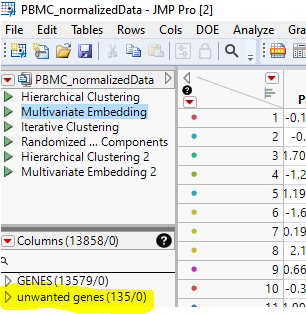 PBMC_normalizedData - JMP Pro [2]
File Edit Tables Rows Cols DOE Analyze
PBMC_normalizedData
Hierarchical Clustering
Multivariate Embedding
Iterative Clustering
Randomized ... Components
Hierarchical Clustering 2
Multivariate Embedding 2
Columns (13858/0)
GENES (13579/0)
unwanted genes (135/0)
P
1 -0.1
2 -0.
3 1.70
4 -1.2
5 1.19
6 -1.6
7 0.19
8 2.1
9 0.66
10 -0.3